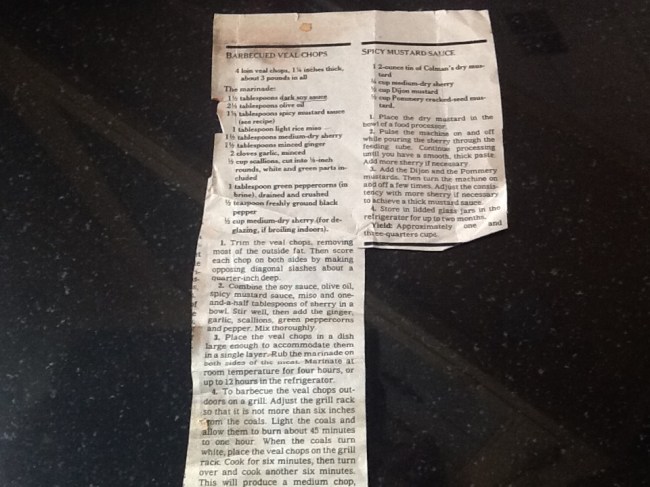 BARBECUED VEAL CHOPS
4 loin veal chops, 1¼ inches thick,
about 3 pounds in all
The marinade:
1½ tablespoons dark soy sauce
2½ tablespoons olive oil
1½ tablespoons spicy mustard sauce
(see recipe)
1 tablespoon light rice miso
1½ tablespoons medium-dry sherry
1½ tablespoons minced ginger
2 cloves garlic, minced
cup scallions, cut into ¼-inch
rounds, white and green parts in-
cluded
1 tablespoon green peppercorns (in
brine), drained and crushed
teaspoon freshly ground black
pepper
cup medium-dry sherry (for de-
glazing, if broiling indoors).
1. Trim the veal chops, removing
most of the outside fat. Then score
each chop on both sides by making
opposing diagonal slashes about a
quarter-inch deep.
2. Combine the soy sauce, olive oil,
spicy mustard sauce, miso and one-
and-a-half tablespoons of sherry in a
bowl. Stir well, then add the ginger,
garlic, scallions, green peppercorns
and pepper. Mix thoroughly.
3. Place the veal chops in a dish
large enough to accommodate them
in a single layer. Rub the marinade on
both sides of the meat. Marinate at
room temperature for four hours, or
up to 12 hours in the refrigerator.
4. To barbecue the veal chops out-
doors on a grill. Adjust the grill rack
so that it is not more than six inches
from the coals. Light the coals and
allow them to burn about 45 minutes
to one hour. When the coals turn
white, place the veal chops on the grill
rack. Cook for six minutes, then turn
over and cook another six minutes.
This will produce a medium chop,
SPICY MUSTARD SAUCE
1 2-ounce tin of Colman's dry mus-
tard
cup medium-dry sherry
cup Dijon mustard
cup Pommery cracked-seed mus-
tard.
1. Place the dry mustard in the
bowl of a food processor.
2. Pulse the machine on and off
while pouring the sherry through the
feeding tube. Continue processing
until you have a smooth, thick paste.
Add more sherry if necessary.
3. Add the Dijon and the Pommery
mustards. Then turn the machine on
and off a few times. Adjust the consis-
tency with more sherry if necessary
to achieve a thick mustard sauce.
4. Store in lidded glass jars in the
refrigerator for up to two months.
Yield: Approximately one and
three-quarters cups.